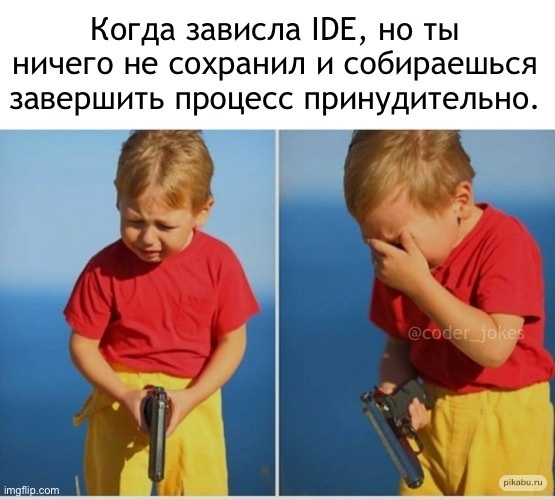 Когда зависла IDE, но ты
ничего не сохранил и собираешься
завершить процесс принудительно.
@coder_jokes
pikabu.ru
imgflip.com